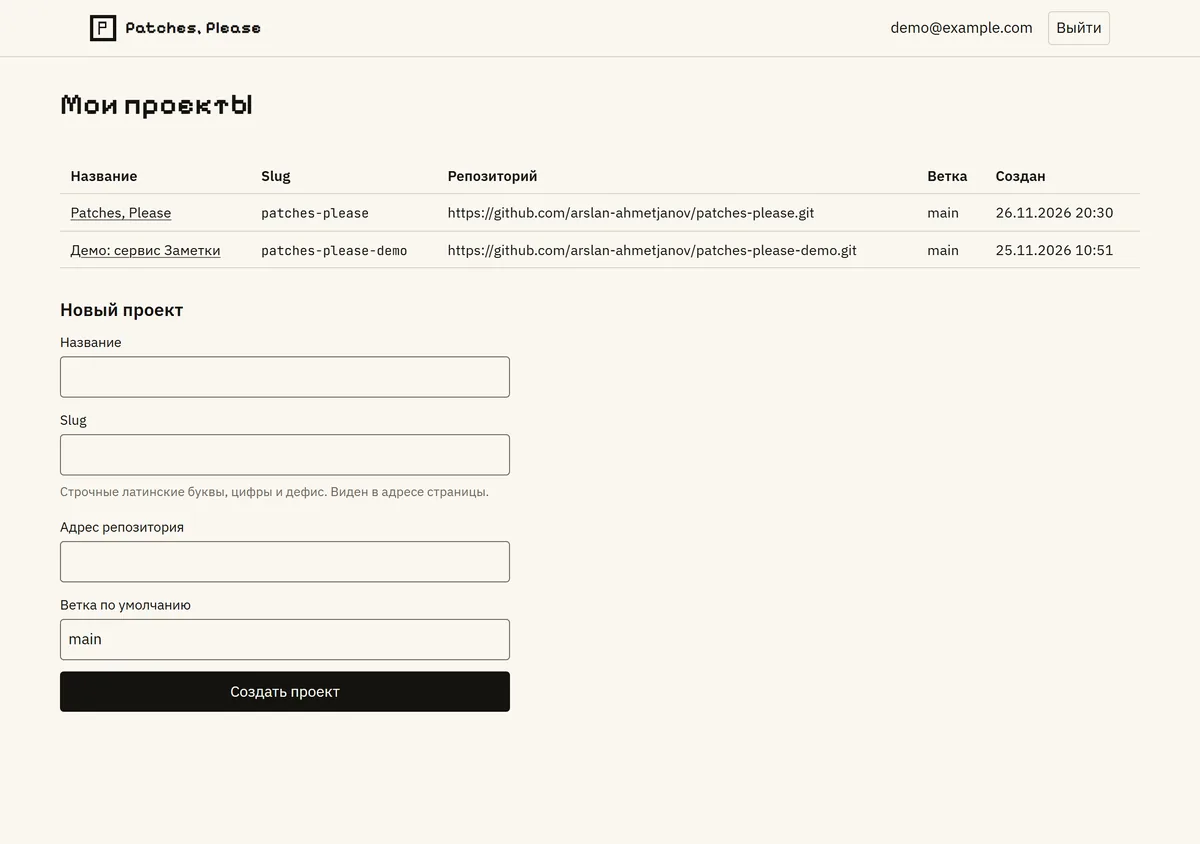 P Patches, Please demo@example.com Выйти
Мои проекты
Название Slug Репозиторий Ветка Создан
Patches, Please patches-please https://github.com/arslan-ahmetjanov/patches-please.git main 26.11.2026 20:30
Демо: сервис Заметки patches-please-demo https://github.com/arslan-ahmetjanov/patches-please-demo.git main 25.11.2026 10:51
Новый проект
Название
Slug
Строчные латинские буквы, цифры и дефис. Виден в адресе страницы.
Адрес репозитория
Ветка по умолчанию
main
Создать проект